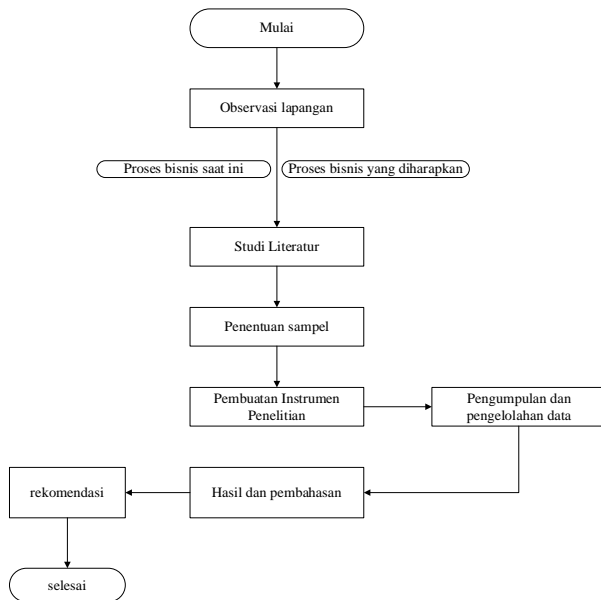 Mulai
Observasi lapangan
Proses bisnis saat ini
Proses bisnis yang diharapkan
Studi Literatur
Penentuan sampel
Pembuatan Instrumen
Penelitian
Pengumpulan dan
pengelolahan data
Hasil dan pembahasan
rekomendasi
selesai